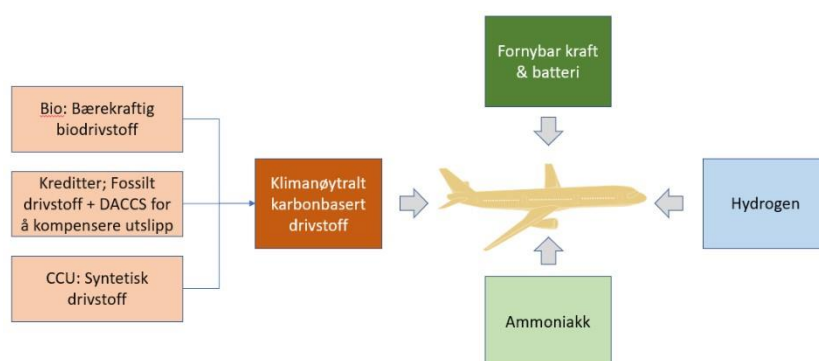 Fornybar kraft
& batteri
Bio: Bærekraftig
biodrivstoff
Kreditter; Fossilt
drivstoff + DACCS for
å kompensere utslipp
CCU: Syntetisk
drivstoff
Klimanøytralt
karbonbasert
drivstoff
Hydrogen
Ammoniakk